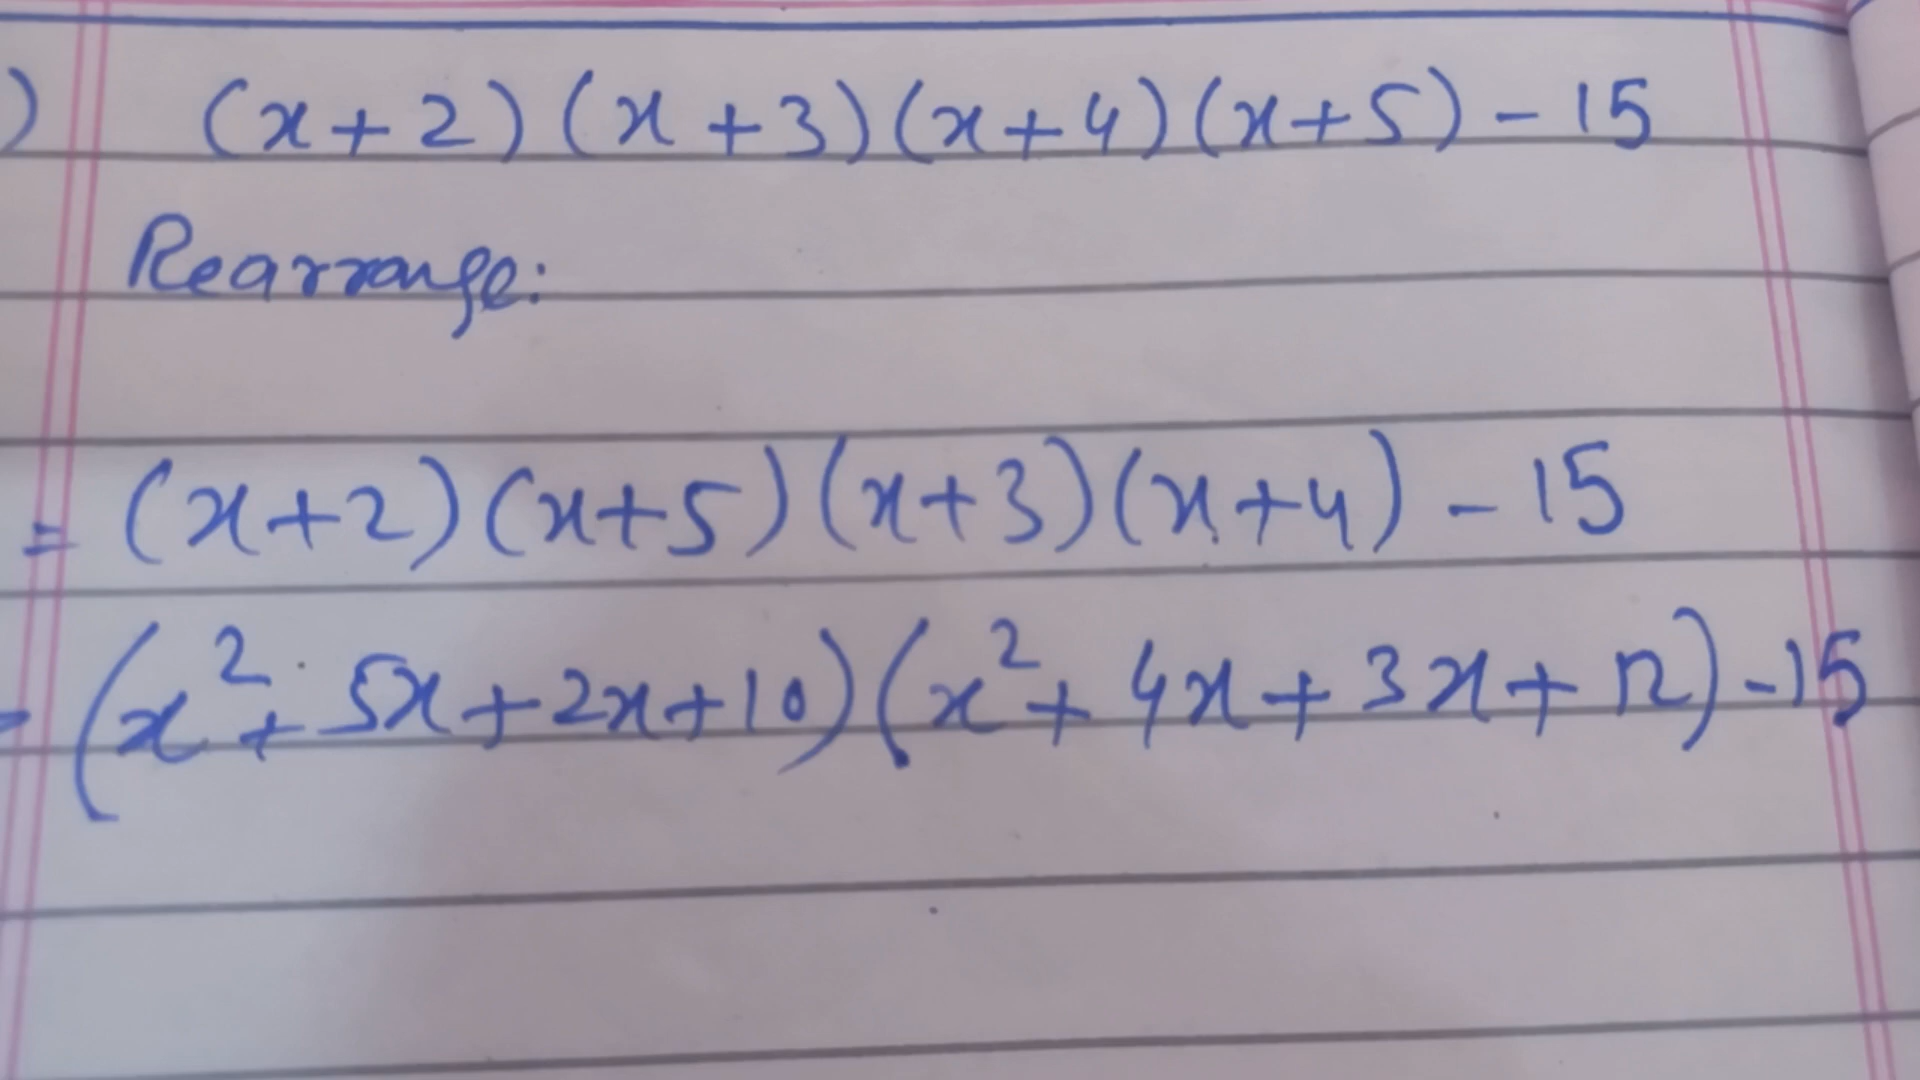 ) (x+2)(x+3)(x+4)(x+5)-15
Rearrange:
= (x+2)(x+5)(x+3)(x+4)-15
= (x²+5x+2x+10)(x²+4x+3x+12)-15